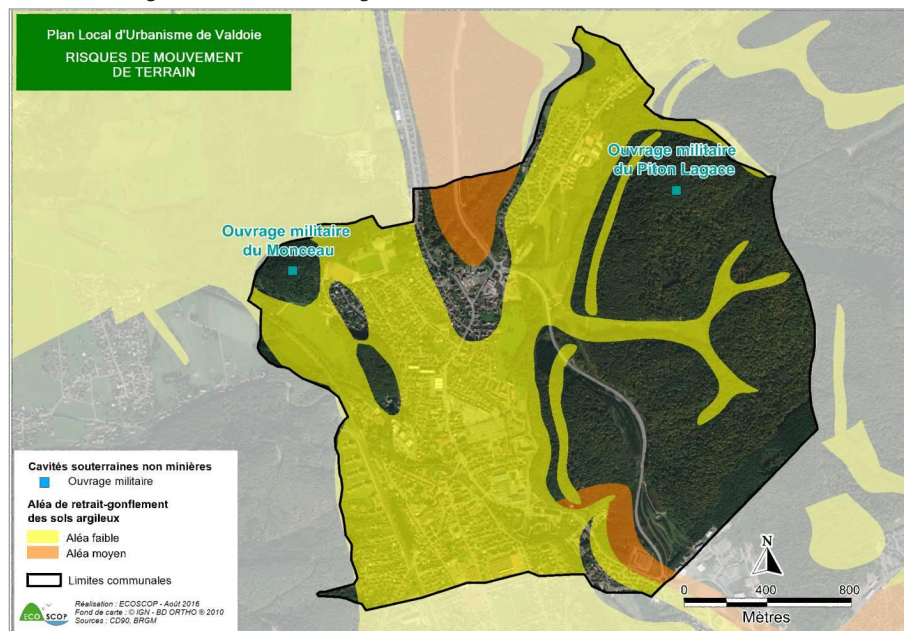 Plan Local d'Urbanisme de Valdoie
RISQUES DE MOUVEMENT
DE TERRAIN
Ouvrage militaire
du Piton Lagace
Ouvrage militaire
du Monceau
Cavités souterraines non minières
Ouvrage militaire
Aléa de retrait-gonflement
des sols argileux
Aléa faible
Aléa moyen
Limites communales
ECO SCOP
Réalisation : ECOSCOP - Août 2016
Fond de carte : © IGN - BD ORTHO ® 2010
Sources : CD90, BRGM
N
0 400 800
Mètres